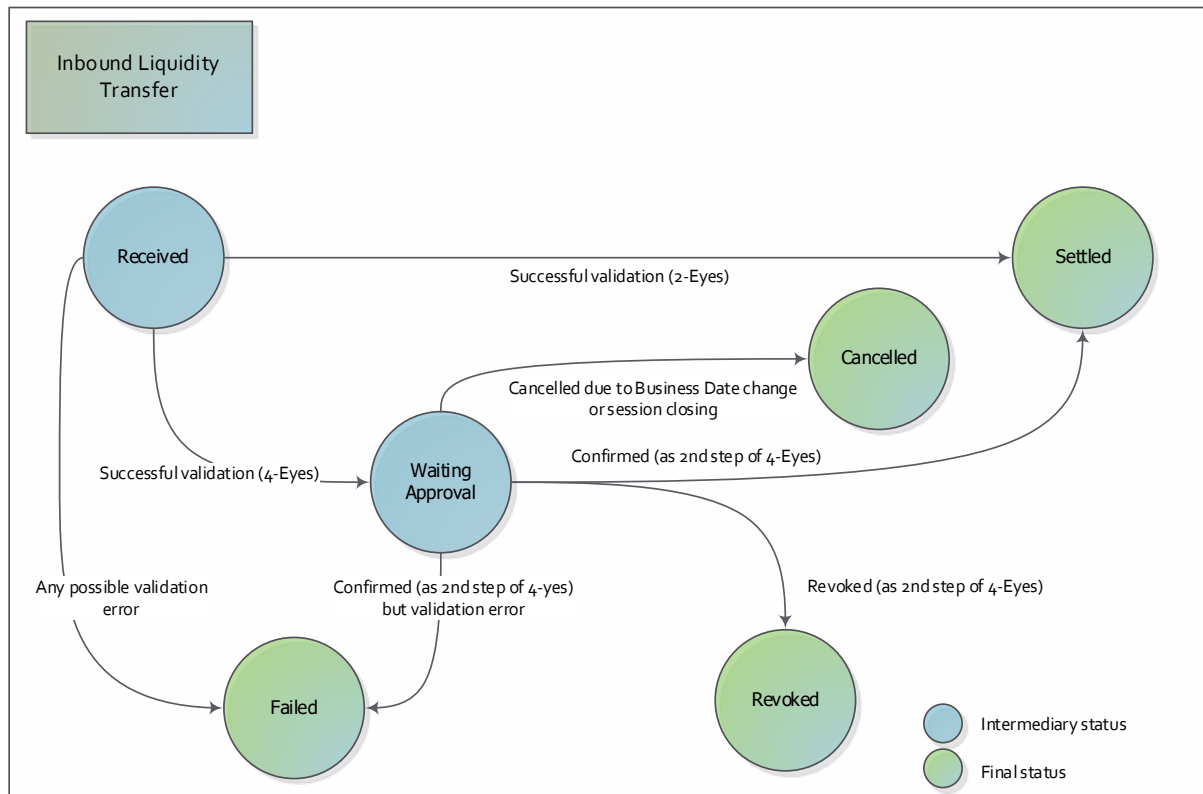 Inbound Liquidity
Transfer
Received
Settled
Successful validation (2-Eyes)
Cancelled
Cancelled due to Business Date change
or session closing
Confirmed (as 2nd step of 4-Eyes)
Successful validation (4-Eyes)
Waiting
Approval
Any possible validation
error
Confirmed (as 2nd step of 4-yes)
but validation error
Revoked (as 2nd step of 4-Eyes)
Failed
Revoked
Intermediary status
Final status